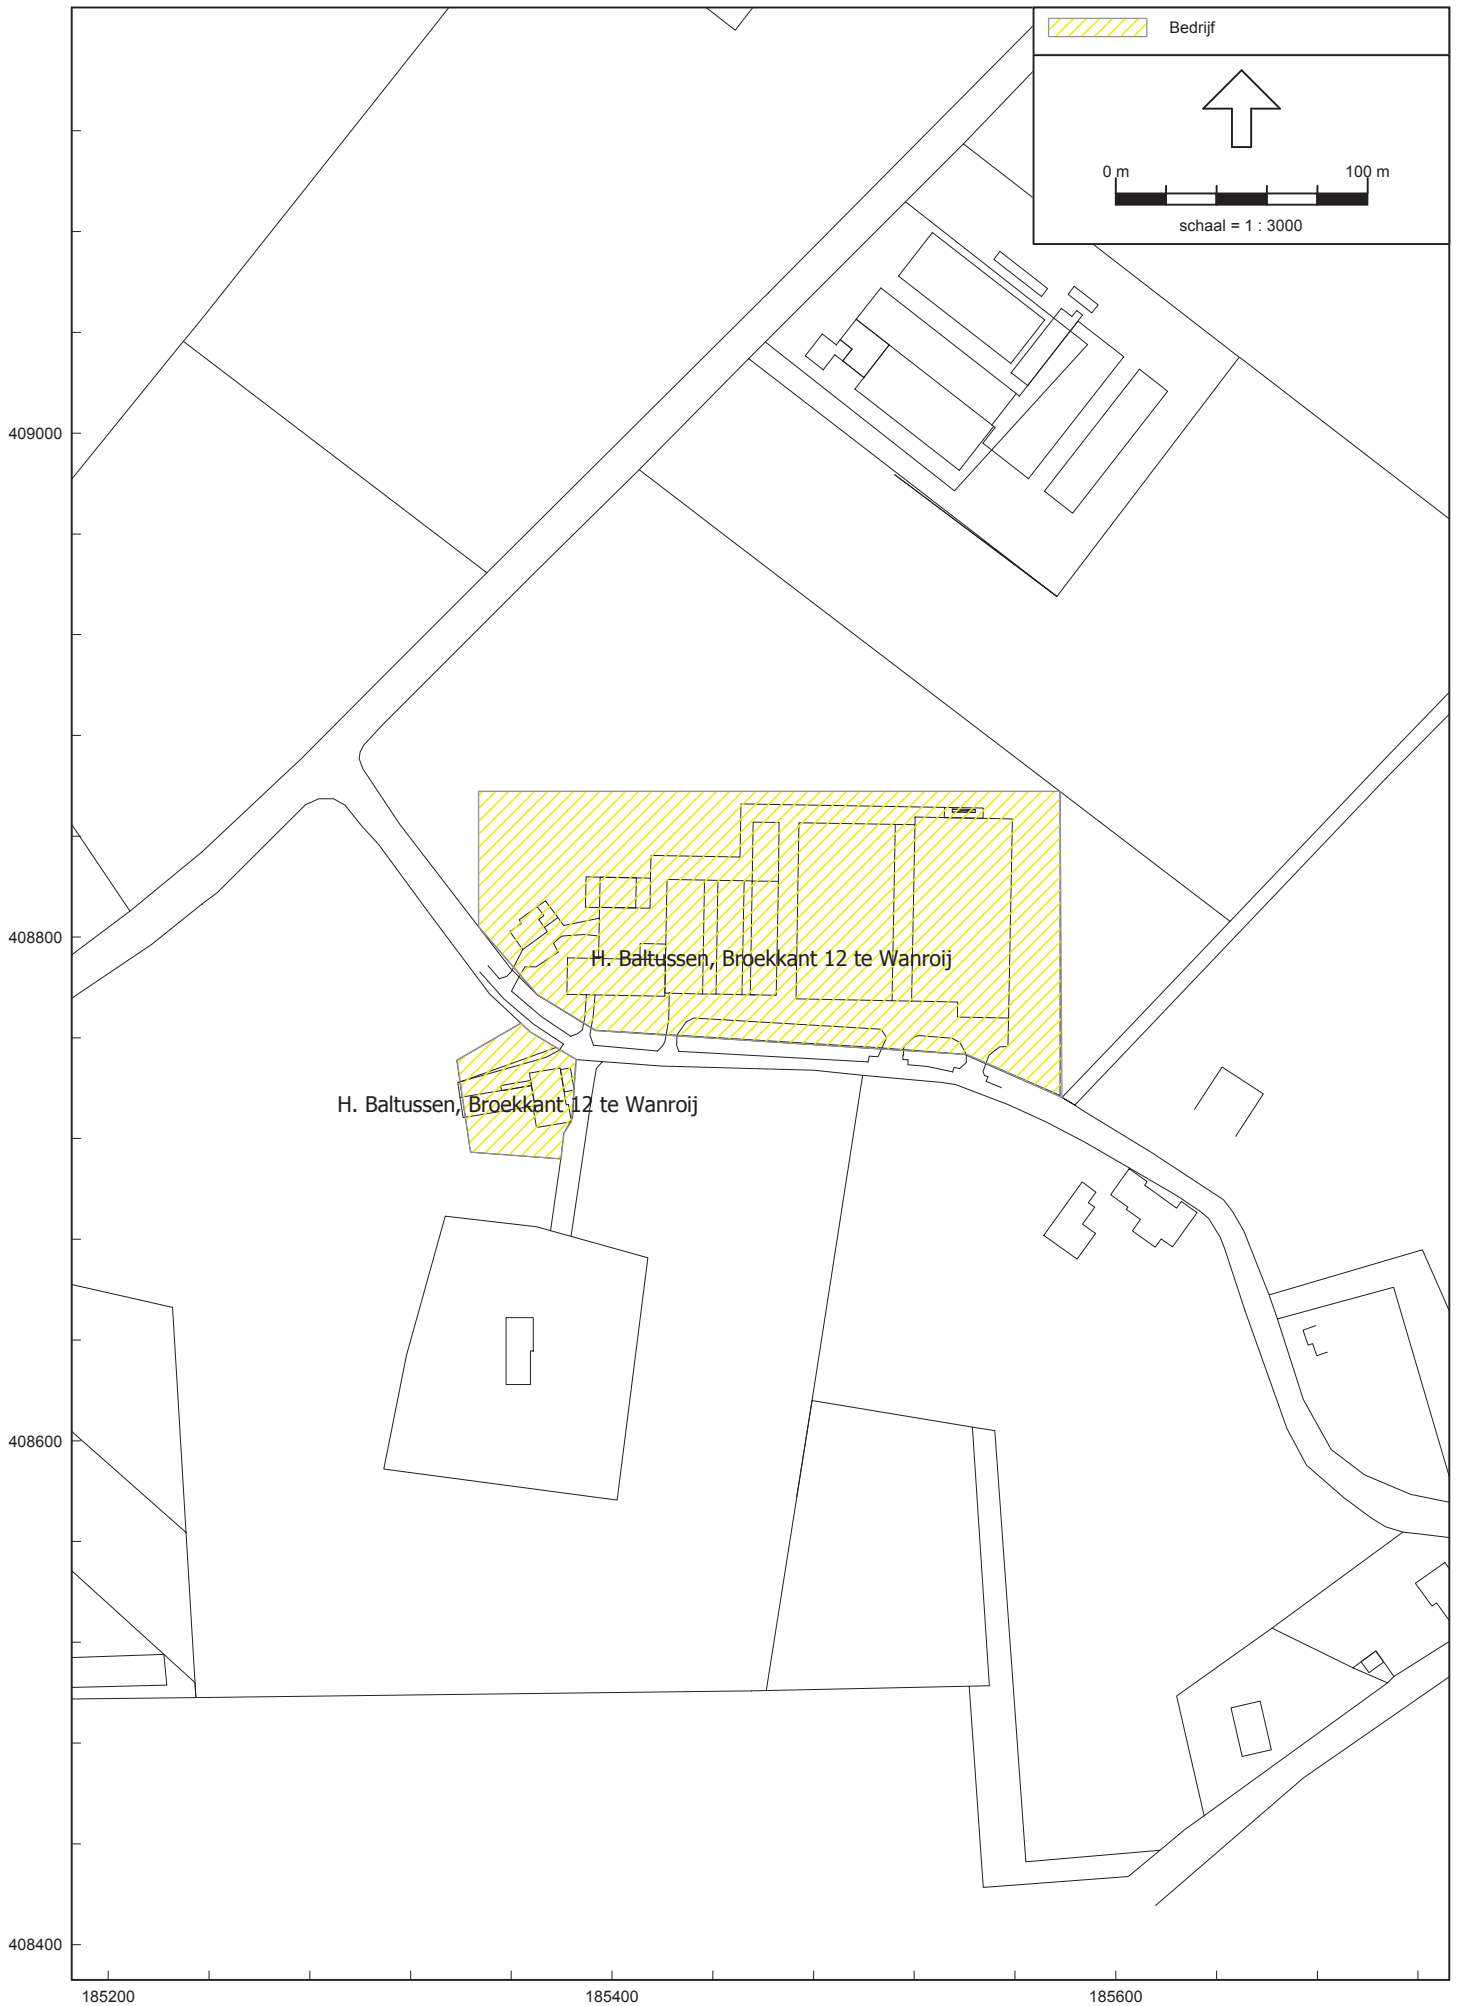 Bedrijf
0 m 100 m
schaal = 1 : 3000
409000
408800
H. Baltussen, Broekkant 12 te Wanroij
H. Baltussen, Broekkant 12 te Wanroij
408600
408400
185200 185400 185600